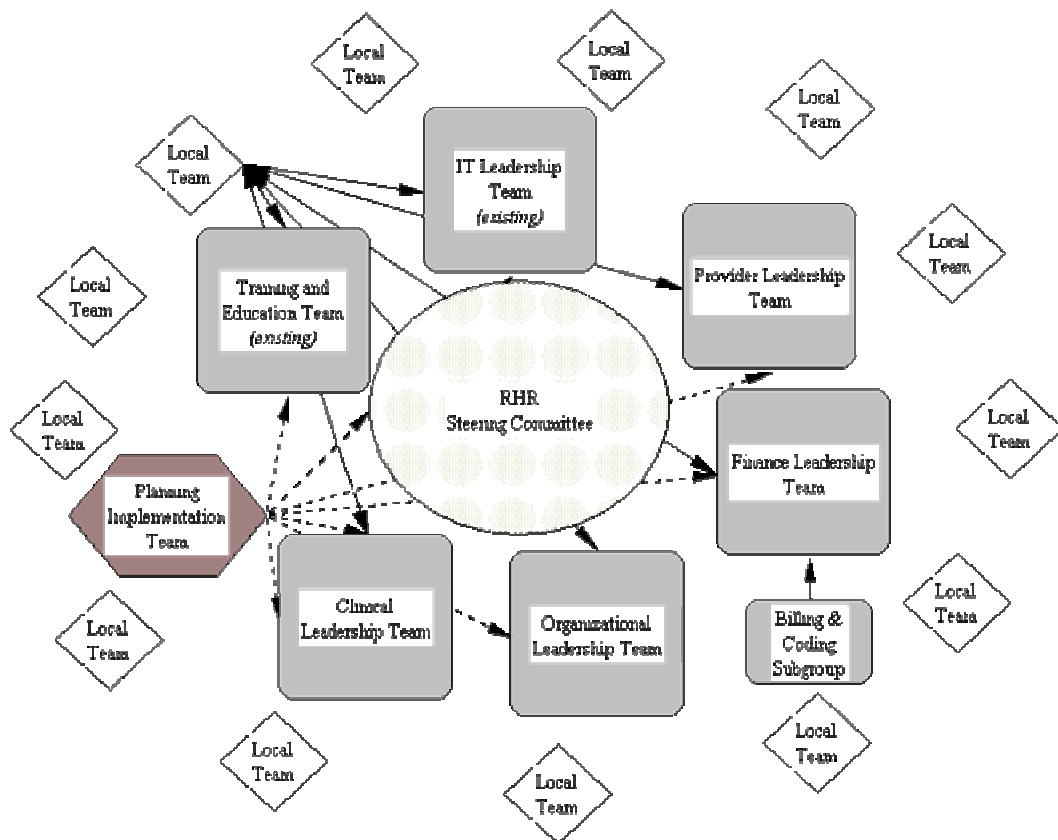 Local
Team
Local
Team
Local
Team
Local
Team
IT Leadership
Team
(existing)
Local
Team
Provider Leadership
Team
Local
Team
Training and
Education Team
(existing)
RHR
Steering Committee
Local
Team
Local
Team
Finance Leadership
Team
Planning
Implementation
Team
Clinical
Leadership Team
Organizational
Leadership Team
Billing &
Coding
Subgroup
Local
Team
Local
Team
Local
Team
Local
Team
Local
Team